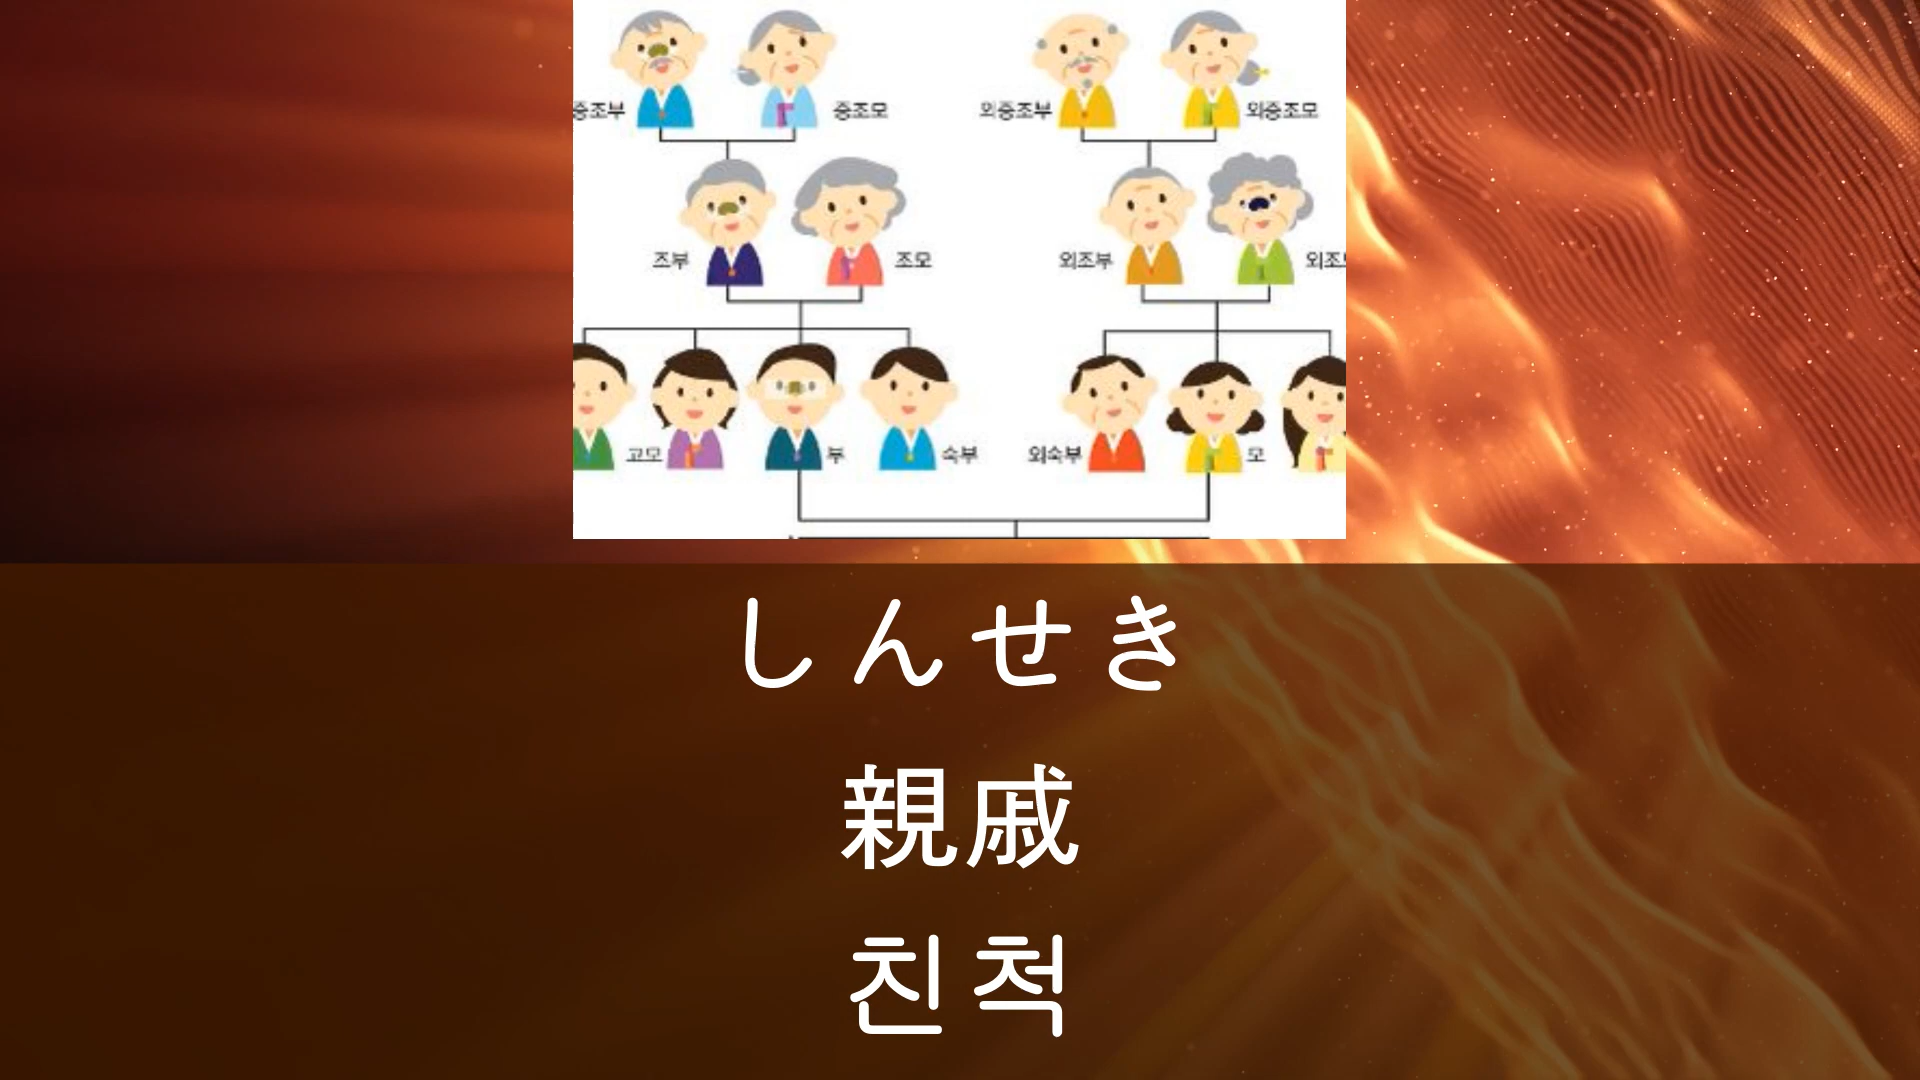 증조부 증조모 외증조부 외증조모
조부 조모 외조부
고모 부 숙부 외숙부 모
しんせき
親戚
친척